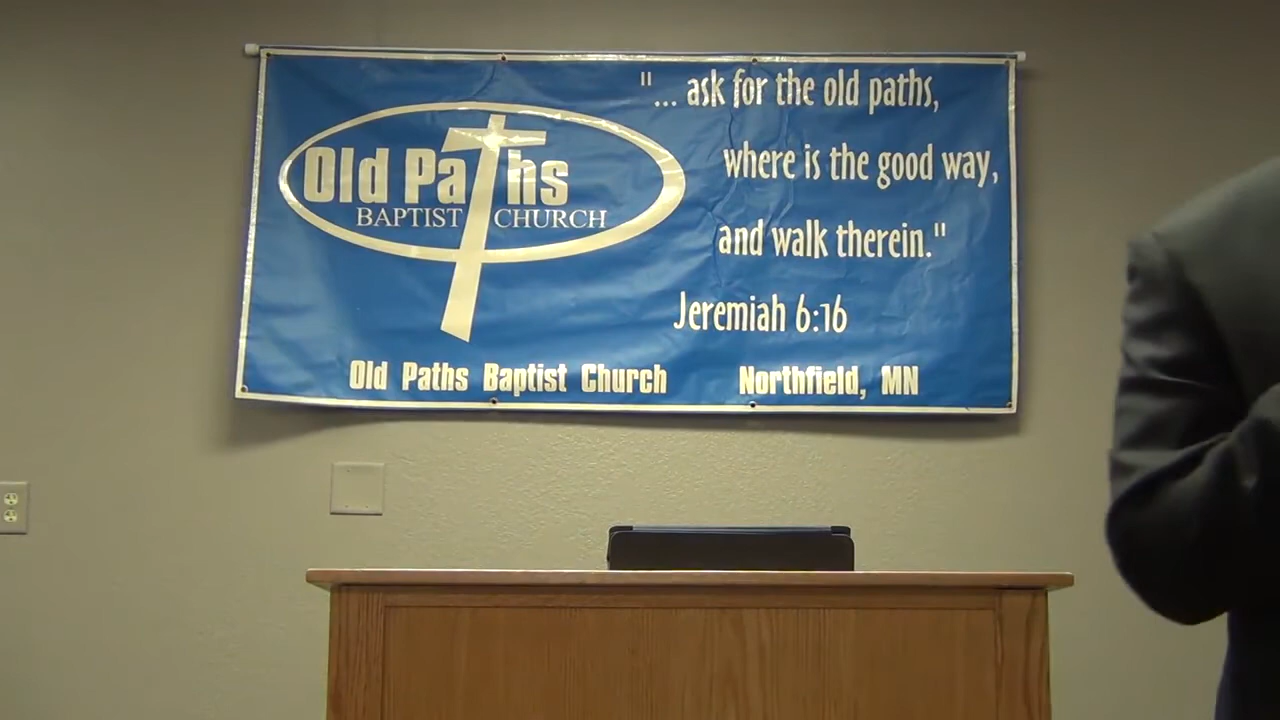 Old Paths
BAPTIST CHURCH
"... ask for the old paths,
where is the good way,
and walk therein."
Jeremiah 6:16
Old Paths Baptist Church Northfield, MN